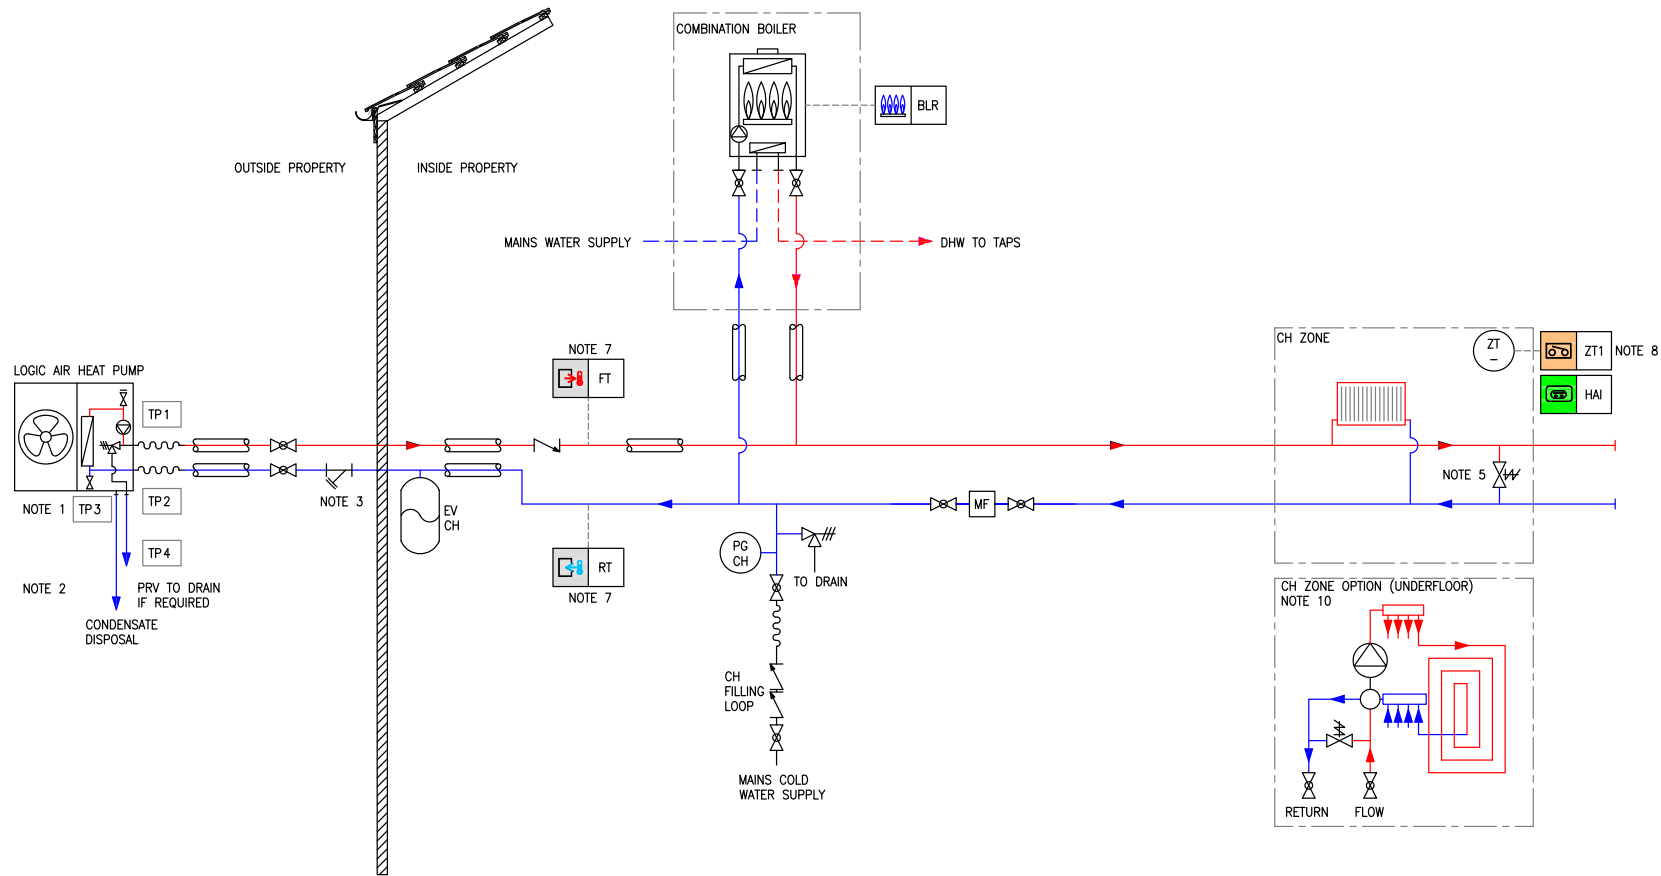 COMBINATION BOILER
BLR
OUTSIDE PROPERTY
INSIDE PROPERTY
MAINS WATER SUPPLY
DHW TO TAPS
CH ZONE
ZT
–
ZT1
NOTE 8
HAI
NOTE 7
FT
LOGIC AIR HEAT PUMP
TP1
TP2
TP3
TP4
NOTE 1
NOTE 2
NOTE 3
EV
CH
PRV TO DRAIN
IF REQUIRED
CONDENSATE
DISPOSAL
RT
NOTE 7
PG
CH
TO DRAIN
MF
NOTE 5
CH
FILLING
LOOP
MAINS COLD
WATER SUPPLY
CH ZONE OPTION (UNDERFLOOR)
NOTE 10
RETURN
FLOW